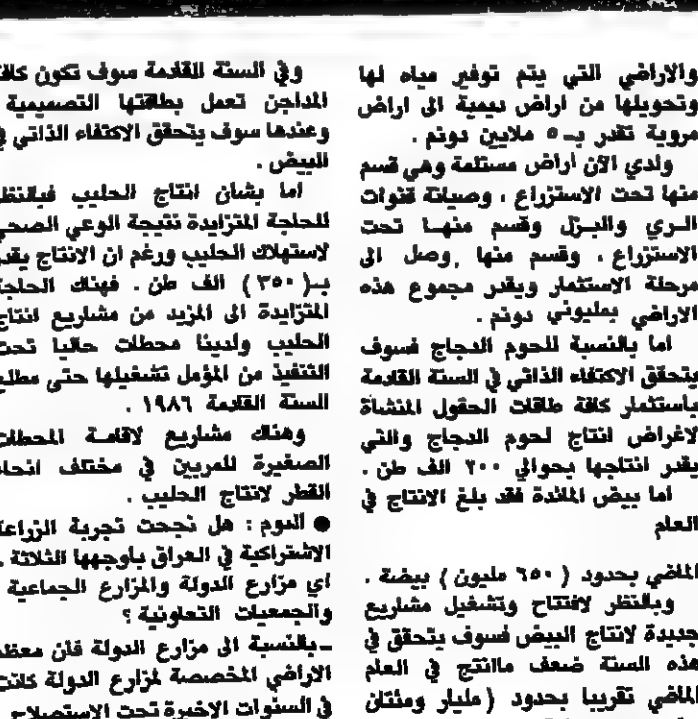 والاراضي التي يتم توفير مياه لها
وتحويلها من اراض ديمية الى اراض
مروية تقدر بـ ٥ ملايين دونم .
ولدي الآن اراض مستلمة وهي قسم
منها تحت الاستزراع ، وصيانة قنوات
الـري والبـزل وقسم منهـا تحت
الاستزراع . وقسم منها وصل الى
مرحلة الاستثمار ويقدر مجموع هذه
الاراضي بمليوني دونم .
اما بالنسبة للحوم الدجاج فسوف
يتحقق الاكتفاء الذاتي في السنة القادمة
باستثمار كافة طاقات الحقول المنشأة
لاغراض انتاج لحوم الدجاج والتي
يقدر انتاجها بحوالي ٢٠٠ الف طن .
اما بيض المائدة فقد بلغ الانتاج في
العام
الماضي بحدود ( ٦٥٠ مليون ) بيضة .
وبالنظر لافتتاح وتشغيل مشاريع
جديدة لانتاج البيض فسوف يتحقق في
هذه السنة ضعف ماانتج في العام
الماضي تقريبا بحدود ( مليار ومئتان
وفي السنة القادمة سوف تكون كافة
المداجن تعمل بطاقتها التصميمية
وعندها سوف يتحقق الاكتفاء الذاتي في
البيض .
اما بشان انتاج الحليب فبالنظر
للحاجة المتزايدة نتيجة الوعي الصحي
لاستهلاك الحليب ورغم ان الانتاج يقدر
بـ ( ٣٥٠ ) الف طن . فهناك الحاجة
المتزايدة الى المزيد من مشاريع انتاج
الحليب ولدينا محطات حاليا تحت
التنفيذ من المؤمل تشغيلها حتى مطلع
السنة القادمة ١٩٨٦ .
وهناك مشاريع لاقامـة المحطات
الصغيرة للمربين في مختلف انحاء
القطر لانتاج الحليب .
● اليوم : هل نجحت تجربة الزراعة
الاشتراكية في العراق باوجهها الثلاثة .
اي مزارع الدولة والمزارع الجماعية
والجمعيات التعاونية ؟
ـ بالنسبة الى مزارع الدولة فان معظم
الاراضي المخصصة لمزارع الدولة كانت
في السنوات الاخيرة تحت الاستصلاح